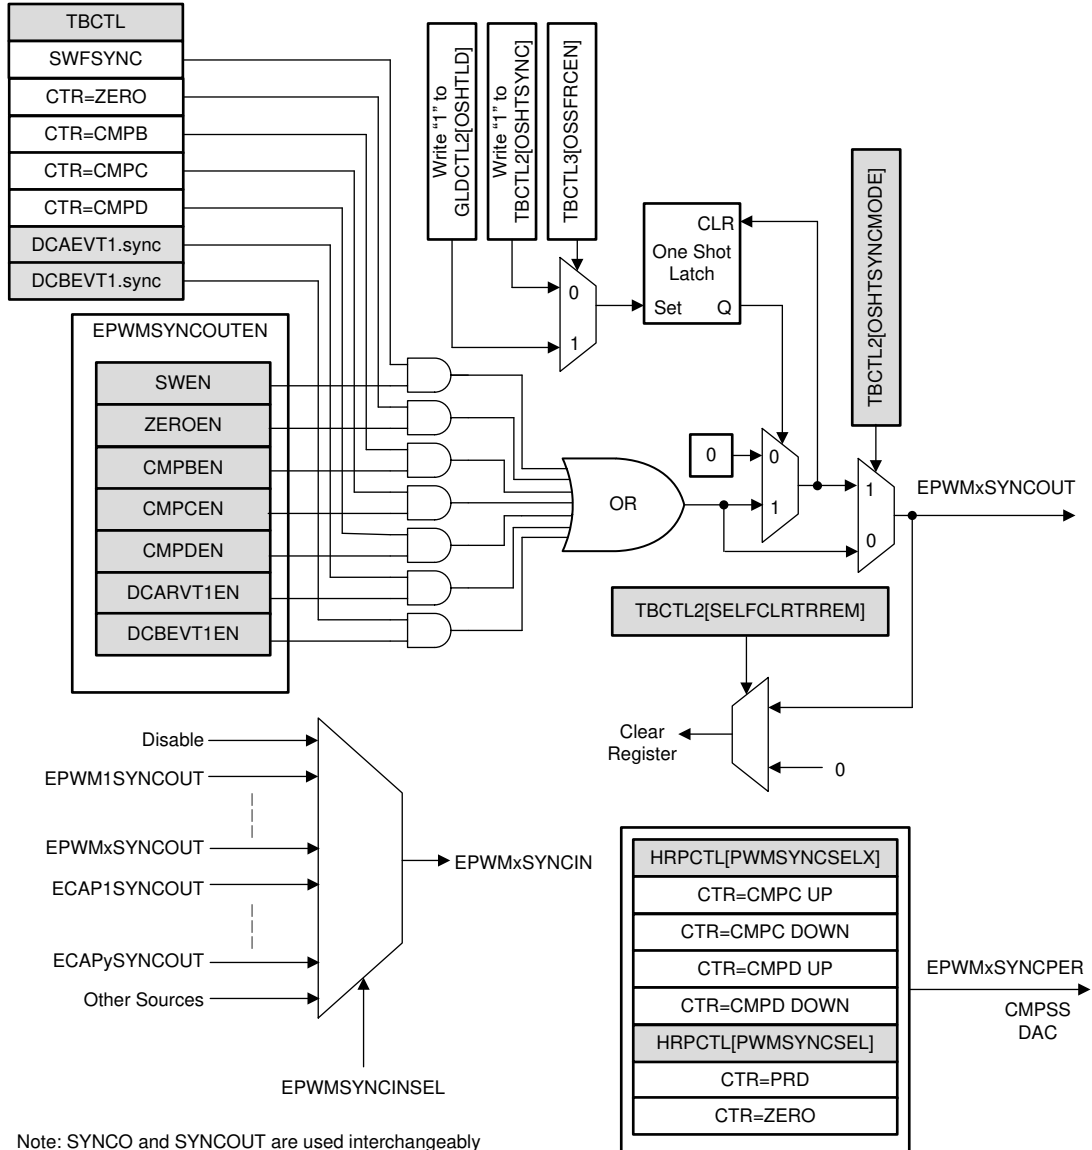 TBCTL
SWFSYNC
CTR=ZERO
CTR=CMPB
CTR=CMPC
CTR=CMPD
DCAEVT1.sync
DCBEVT1.sync
EPWMSYNCOUTEN
SWEN
ZEROEN
CMPBEN
CMPCEN
CMPDEN
DCARVT1EN
DCBEVT1EN
Write “1” to
GLDCTL2[OSHTLD]
Write “1” to
TBCTL2[OSHTSYNC]
TBCTL3[OSSFRCEN]
0
1
CLR
One Shot
Latch
Set Q
TBCTL2[OSHTSYNCMODE]
OR
0
0
1
1
0
EPWMxSYNCOUT
TBCTL2[SELFCLRTRREM]
Clear
Register
0
Disable
EPWM1SYNCOUT
EPWMxSYNCOUT
ECAP1SYNCOUT
ECAPySYNCOUT
Other Sources
EPWMxSYNCIN
EPWMSYNCINSEL
HRPCTL[PWMSYNCSELX]
CTR=CMPC UP
CTR=CMPC DOWN
CTR=CMPD UP
CTR=CMPD DOWN
HRPCTL[PWMSYNCSEL]
CTR=PRD
CTR=ZERO
EPWMxSYNCPER
CMPSS
DAC
Note: SYNCO and SYNCOUT are used interchangeably